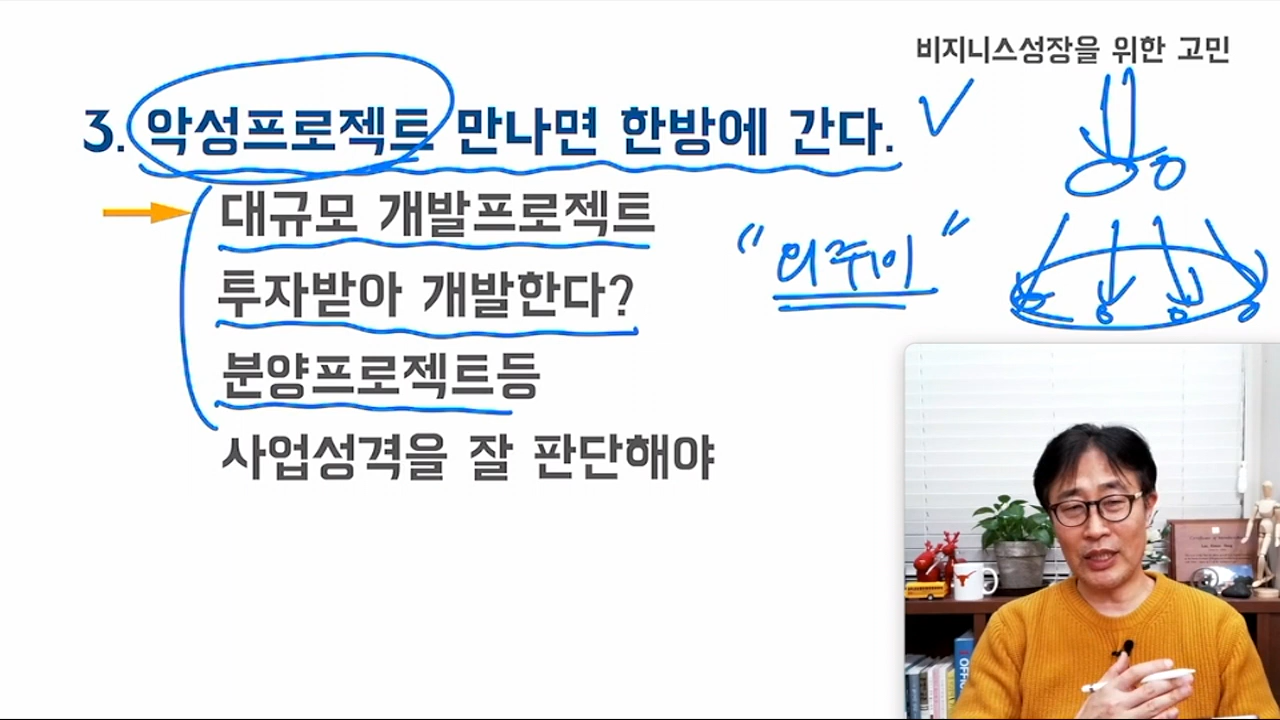 비지니스성장을 위한 고민
3. 악성프로젝트 만나면 한방에 간다.
대규모 개발프로젝트
투자받아 개발한다?
분양프로젝트등
사업성격을 잘 판단해야